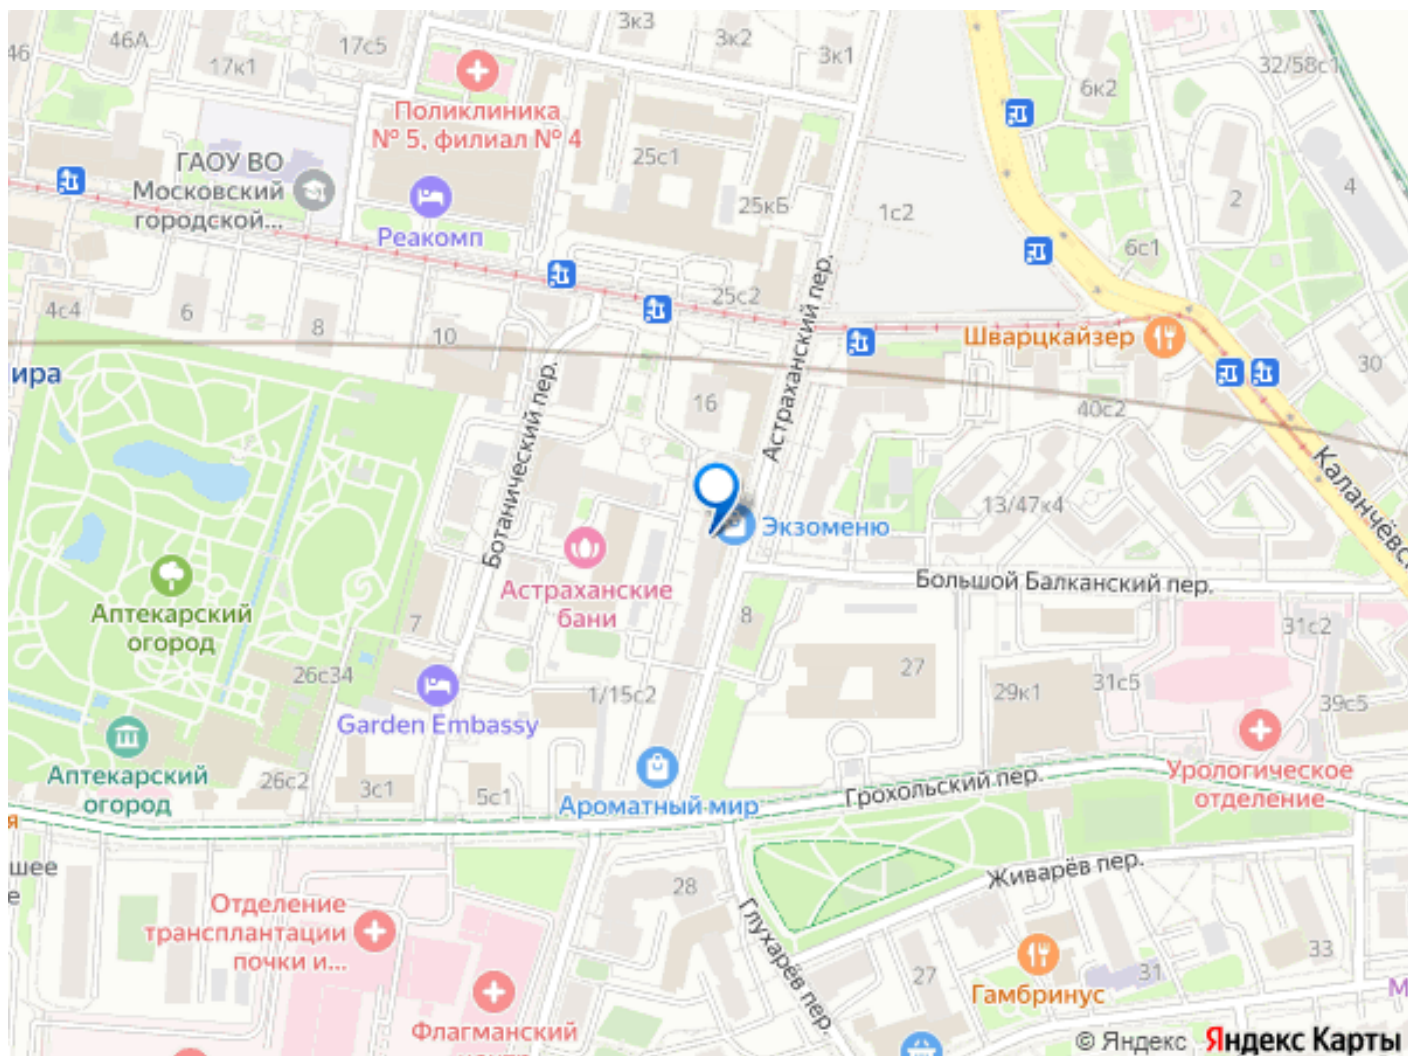 46
46А
17к1
17с5
3к3
3к2
3к1
6к2
32/58с1
Поликлиника
№ 5, филиал № 4
ГАОУ ВО
Московский
городской...
25с1
25кБ
1с2
2
4
6с1
Реакомп
4с4
6
8
10
25с2
Астраханский пер.
Шварцкайзер
30
ира
Ботанический пер.
16
40с2
Каланчёвс
13/47к4
Экзоменю
Большой Балканский пер.
Аптекарский
огород
Астраханские
бани
7
8
31с2
26с34
27
29к1
31с5
39с5
1/15с2
Garden Embassy
Аптекарский
огород
26с2
3с1
5с1
Ароматный мир
Грохольский пер.
Урологическое
отделение
я
шее
е
28
Живарёв пер.
Глухарёв пер.
Отделение
трансплантации
почки и...
27
31
33
Гамбринус
Флагманский
М
© Яндекс Яндекс Карты